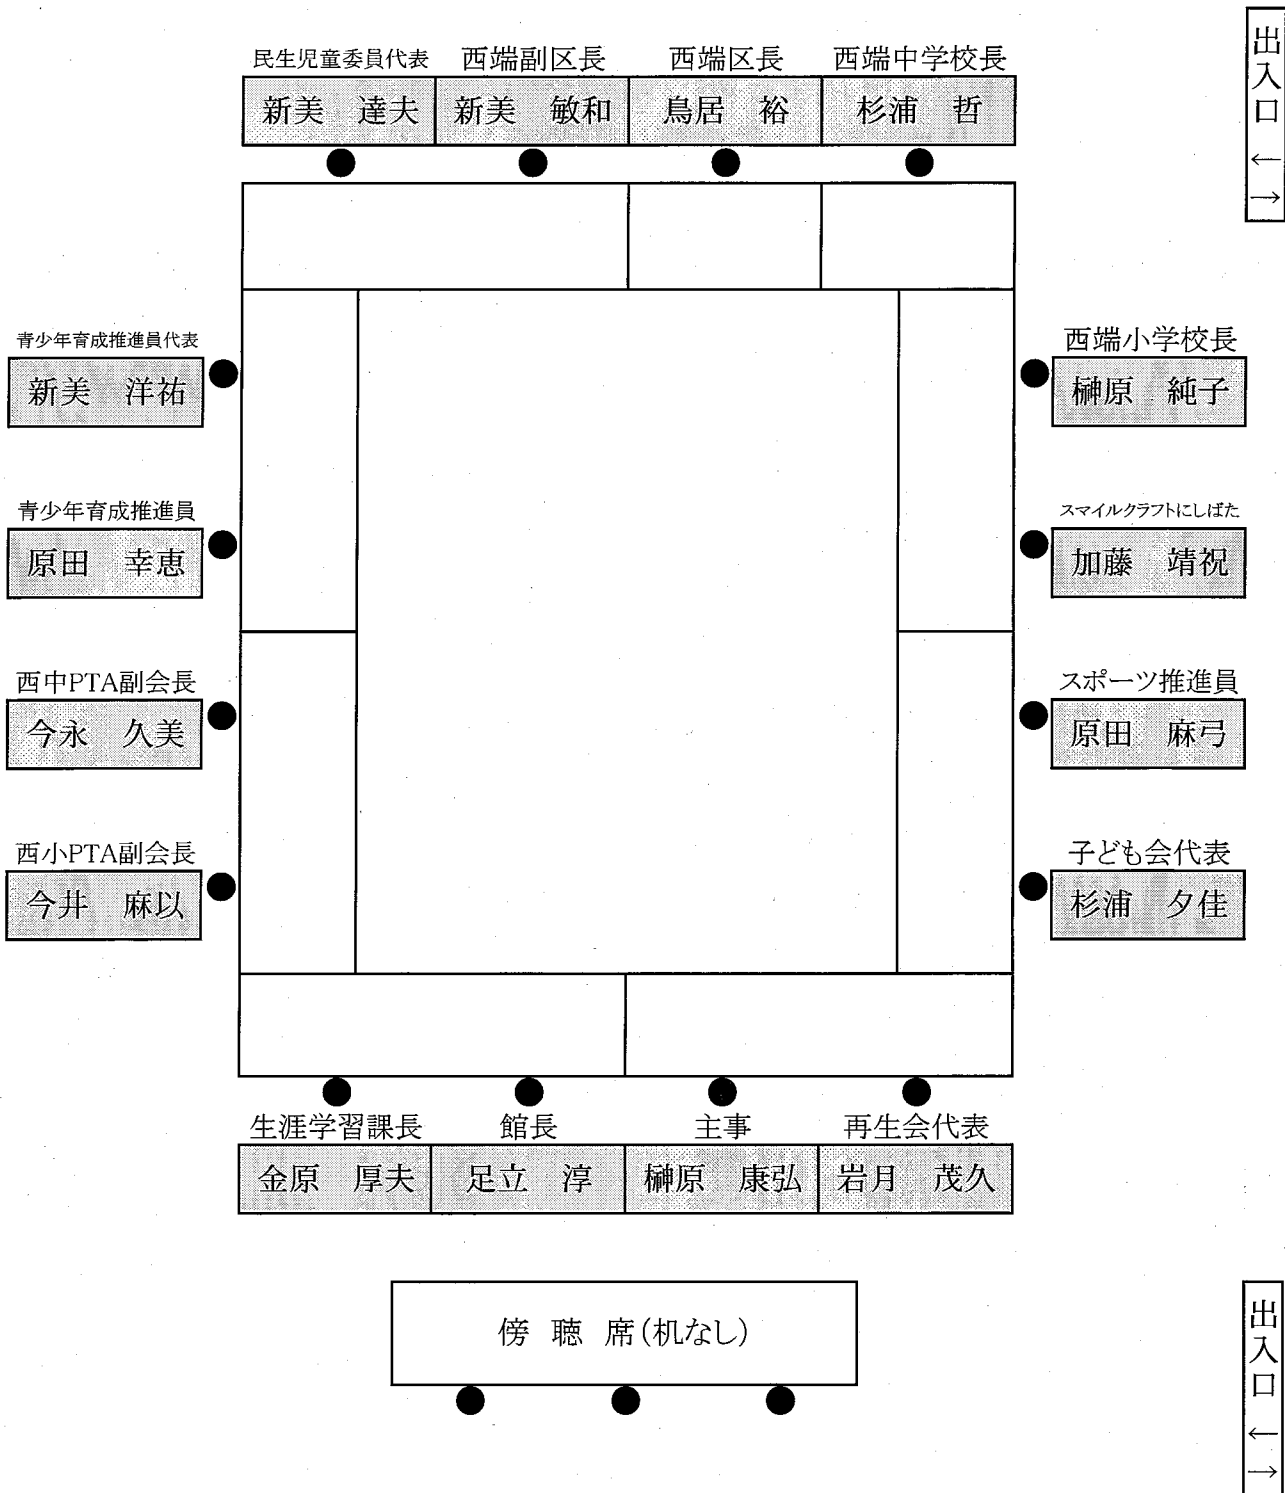 民生児童委員代表 西端副区長 西端区長 西端中学校長
新美 達夫 新美 敏和 鳥居 裕 杉浦 哲
出入口 ← →
青少年育成推進員代表
新美 洋祐
西端小学校長
榊原 純子
青少年育成推進員
原田 幸恵
スマイルクラフトにしばた
加藤 靖祝
西中PTA副会長
今永 久美
スポーツ推進員
原田 麻弓
西小PTA副会長
今井 麻以
子ども会代表
杉浦 夕佳
生涯学習課長 館長 主事 再生会代表
金原 厚夫 足立 淳 榊原 康弘 岩月 茂久
傍 聴 席(机なし)
出入口 ← →